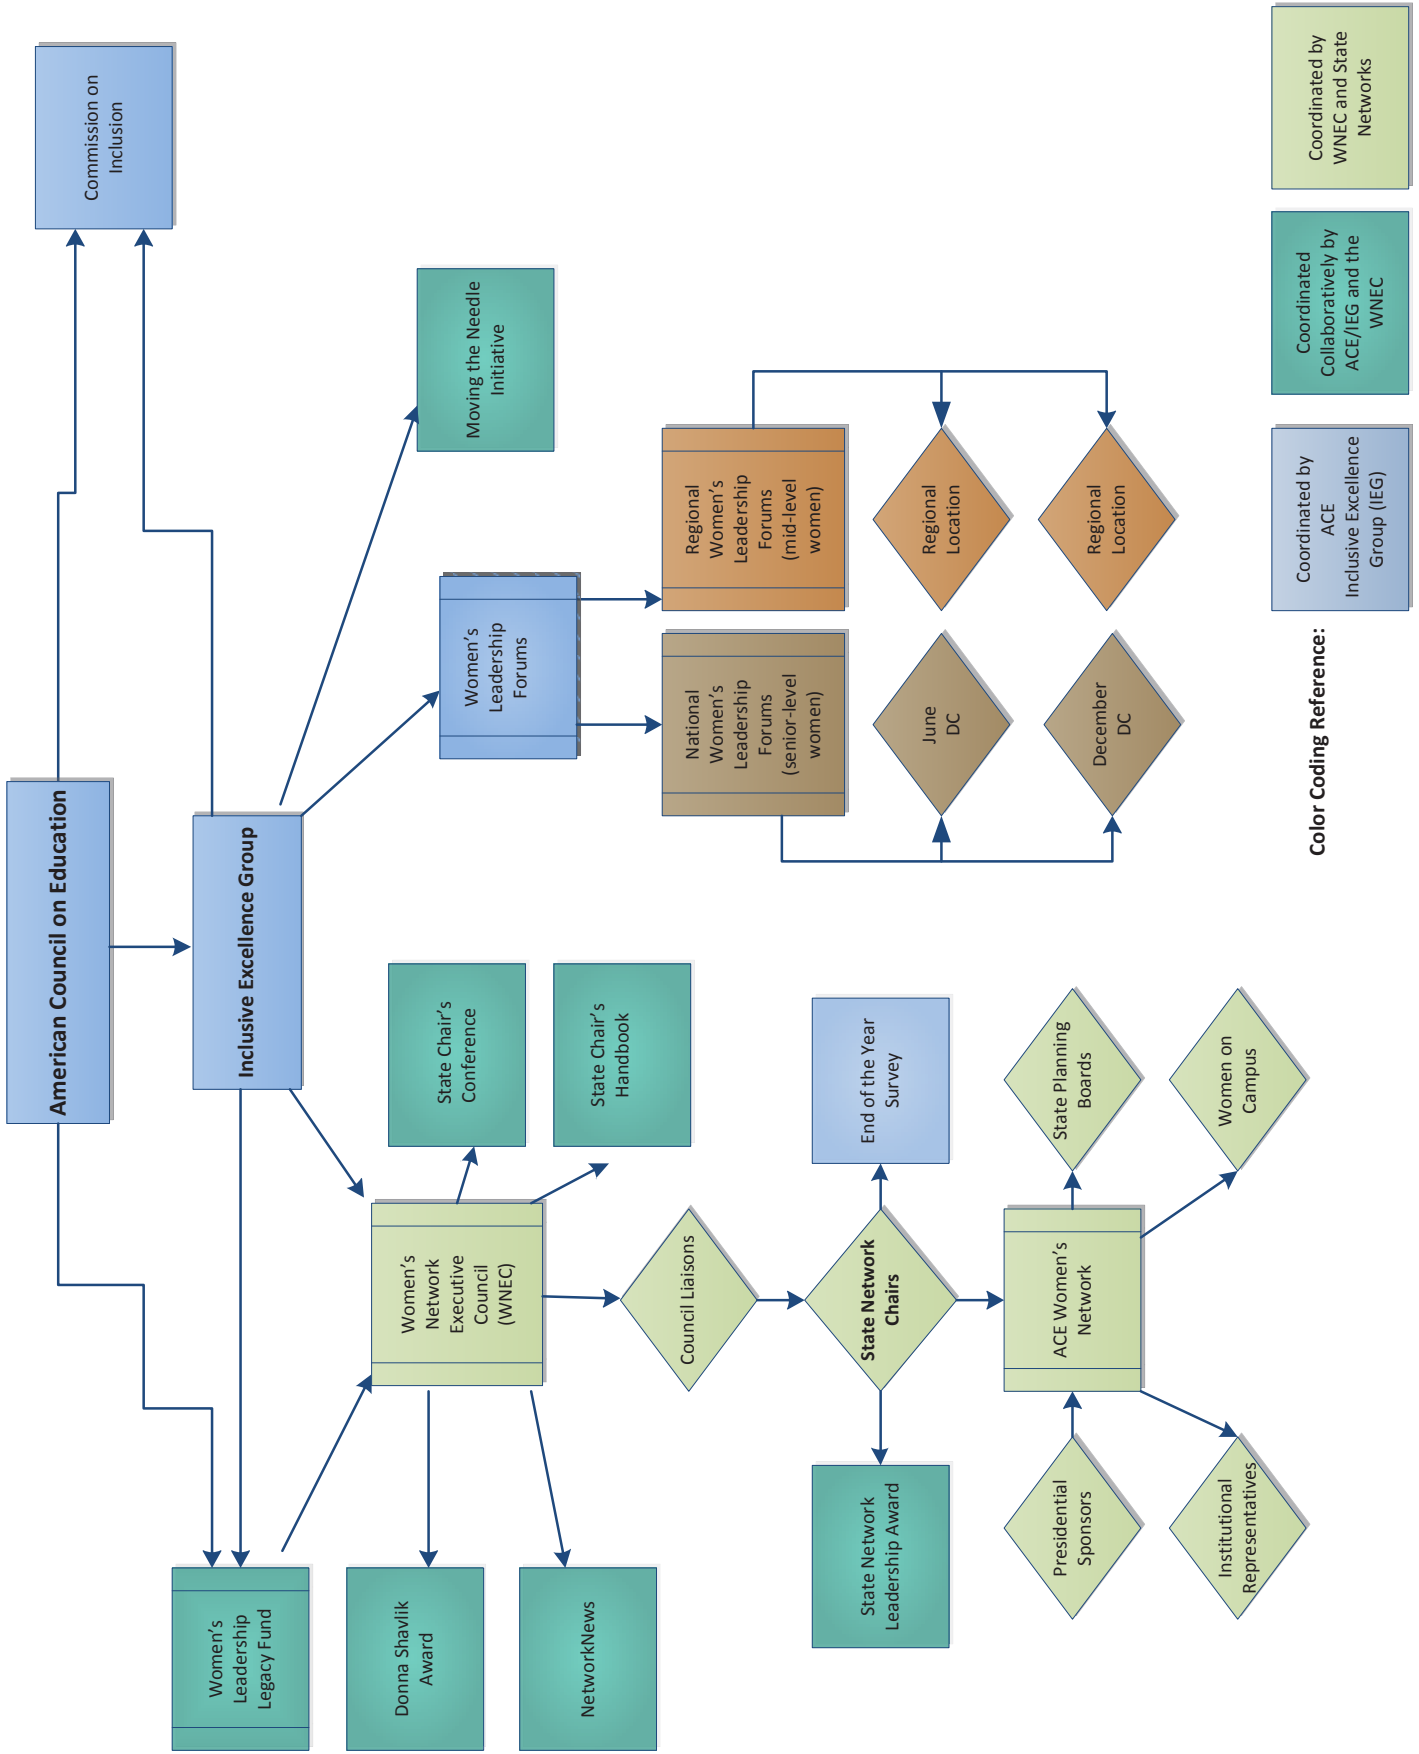 American Council on Education
Commission on
Inclusion
Inclusive Excellence Group
Women's
Leadership
Legacy Fund
Donna Shavlik
Award
NetworkNews
Women's
Network
Executive
Council
(WNEC)
State Chair's
Conference
State Chair's
Handbook
Women's
Leadership
Forums
Moving the Needle
Initiative
National
Women's
Leadership
Forums
(senior-level
women)
Regional
Women's
Leadership
Forums
(mid-level
women)
Council Liaisons
State Network
Leadership Award
State Network
Chairs
End of the Year
Survey
June
DC
Regional
Location
December
DC
Regional
Location
Presidential
Sponsors
ACE Women's
Network
State Planning
Boards
Institutional
Representatives
Women on
Campus
Color Coding Reference:
Coordinated by
ACE
Inclusive Excellence
Group (IEG)
Coordinated
Collaboratively by
ACE/IEG and the
WNEC
Coordinated by
WNEC and State
Networks